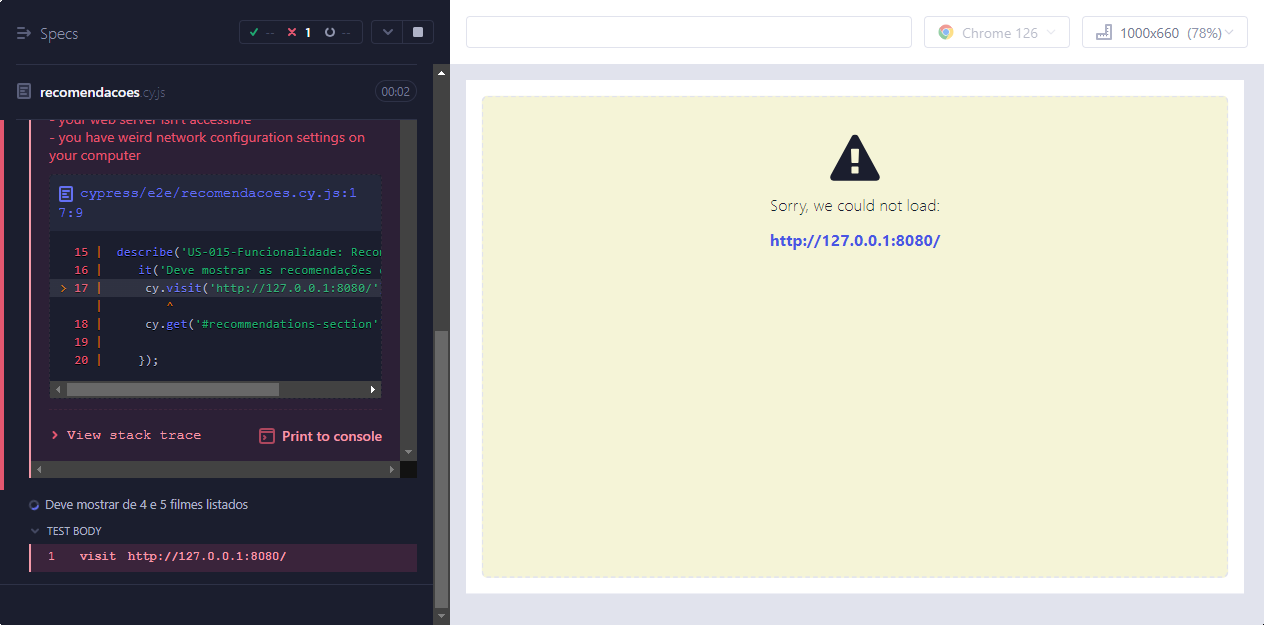 Specs
-- 1 --
Chrome 126
1000x660 (78%)
recomendacoes.cy.js
00:02
- your web server isn't accessible
- you have weird network configuration settings on
your computer
cypress/e2e/recomendacoes.cy.js:1
7:9
15 | describe('US-015-Funcionalidade: Recom
16 | it('Deve mostrar as recomendações
> 17 | cy.visit('http://127.0.0.1:8080/'
| ^
18 | cy.get('#recommendations-section'
19 |
20 | });
View stack trace
Print to console
Deve mostrar de 4 e 5 filmes listados
TEST BODY
1 visit http://127.0.0.1:8080/
Sorry, we could not load:
http://127.0.0.1:8080/